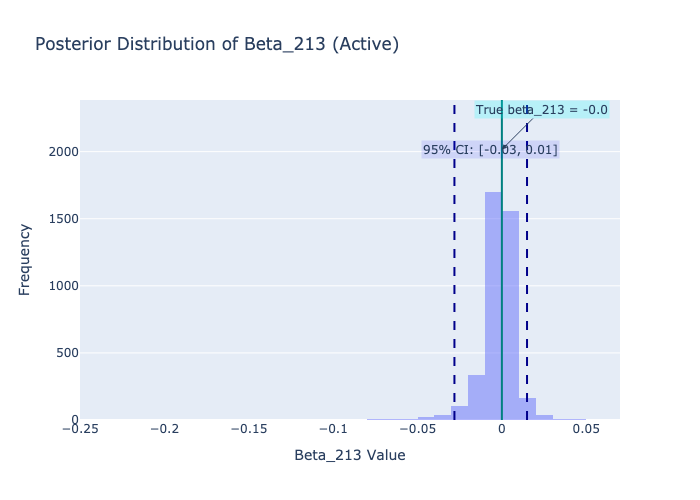 Posterior Distribution of Beta_213 (Active)
True beta_213 = -0.0
95% CI: [-0.03, 0.01]
2000
1500
1000
500
0
Frequency
−0.25 −0.2 −0.15 −0.1 −0.05 0 0.05
Beta_213 Value